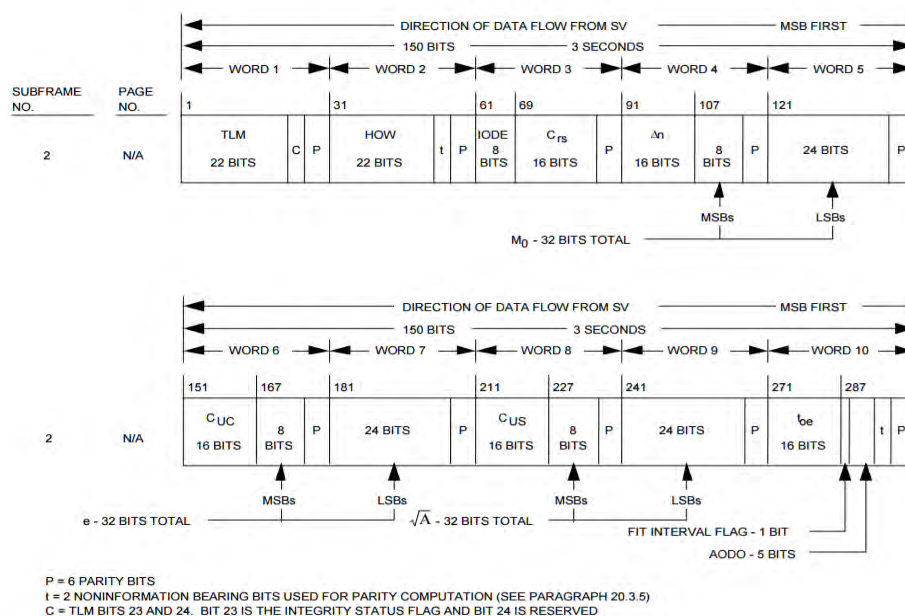 DIRECTION OF DATA FLOW FROM SV MSB FIRST
150 BITS 3 SECONDS
WORD 1 WORD 2 WORD 3 WORD 4 WORD 5
SUBFRAME NO. PAGE NO.
1 31 61 69 91 107 121
2 N/A
TLM 22 BITS C P
HOW 22 BITS t P
IODE 8 BITS
Crs 16 BITS P
Δn 16 BITS
8 BITS P
24 BITS P
MSBs LSBs
M0 - 32 BITS TOTAL
DIRECTION OF DATA FLOW FROM SV MSB FIRST
150 BITS 3 SECONDS
WORD 6 WORD 7 WORD 8 WORD 9 WORD 10
151 167 181 211 227 241 271 287
2 N/A
CUC 16 BITS
8 BITS P
24 BITS P
CUS 16 BITS
8 BITS P
24 BITS P
toe 16 BITS
t P
MSBs LSBs MSBs LSBs
e - 32 BITS TOTAL √A - 32 BITS TOTAL
FIT INTERVAL FLAG - 1 BIT
AODO - 5 BITS
P = 6 PARITY BITS
t = 2 NONINFORMATION BEARING BITS USED FOR PARITY COMPUTATION (SEE PARAGRAPH 20.3.5)
C = TLM BITS 23 AND 24. BIT 23 IS THE INTEGRITY STATUS FLAG AND BIT 24 IS RESERVED